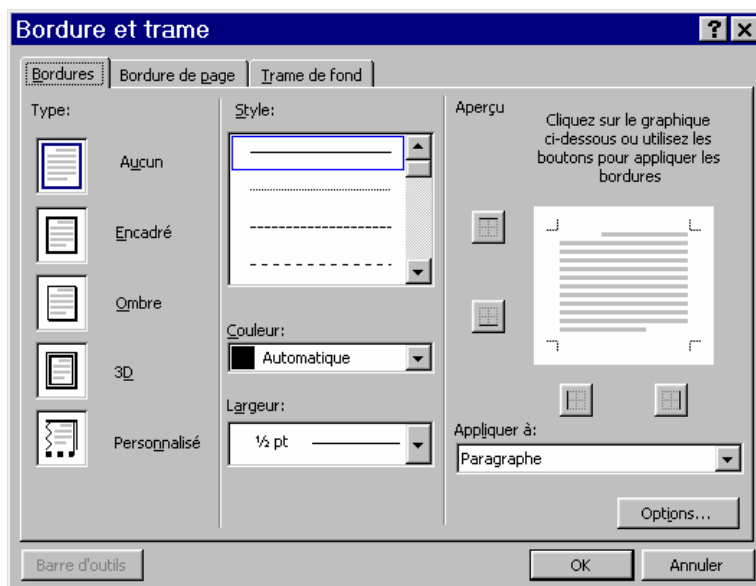 Bordure et trame
Bordures
Bordure de page
Trame de fond
Type:
Aucun
Encadré
Ombre
3D
Personnalisé
Style:
Couleur:
Automatique
Largeur:
½ pt
Aperçu
Cliquez sur le graphique
ci-dessous ou utilisez les
boutons pour appliquer les
bordures
Appliquer à:
Paragraphe
Options...
Barre d'outils
OK
Annuler